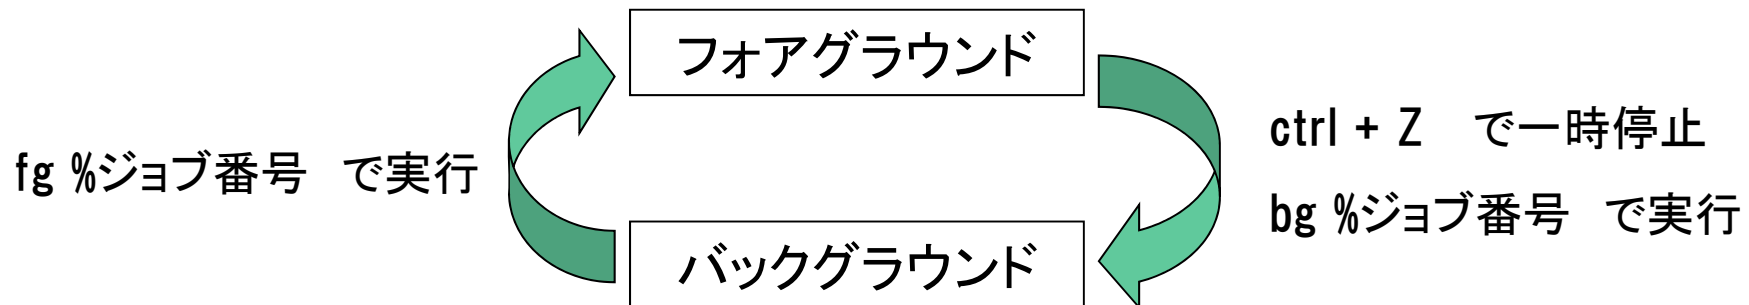 フォアグラウンド
fg %ジョブ番号　で実行
ctrl + Z　で一時停止
bg %ジョブ番号　で実行
バックグラウンド